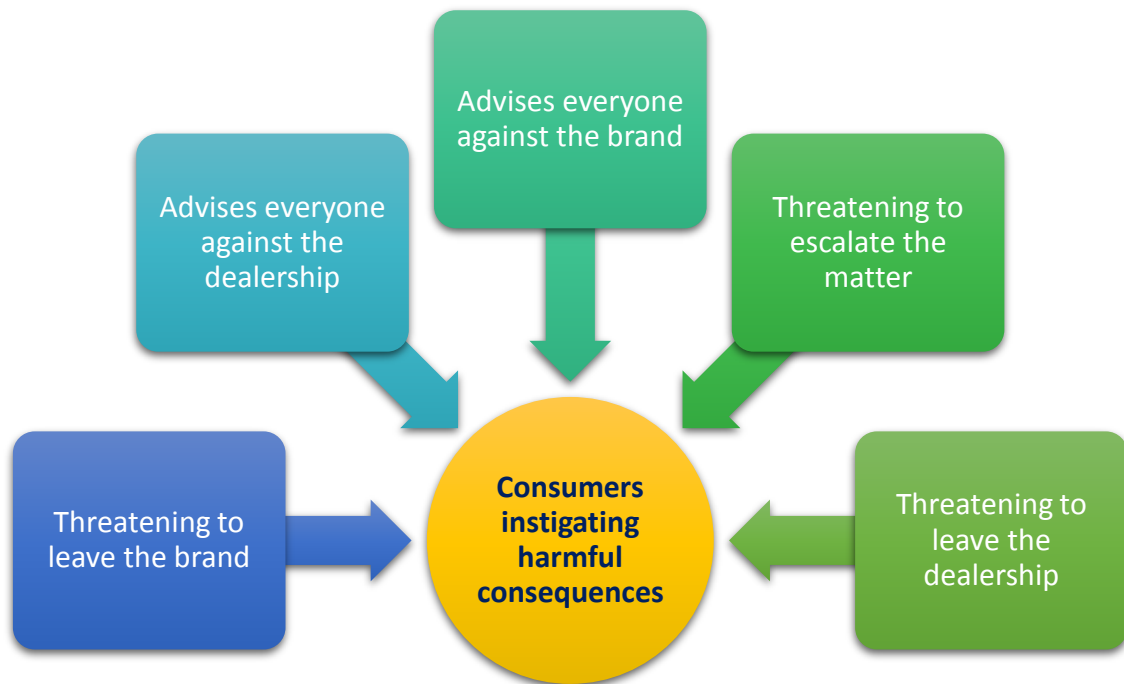 Advises everyone
against the brand
Advises everyone
against the
dealership
Threatening to
escalate the
matter
Threatening to
leave the brand
Consumers
instigating
harmful
consequences
Threatening to
leave the
dealership